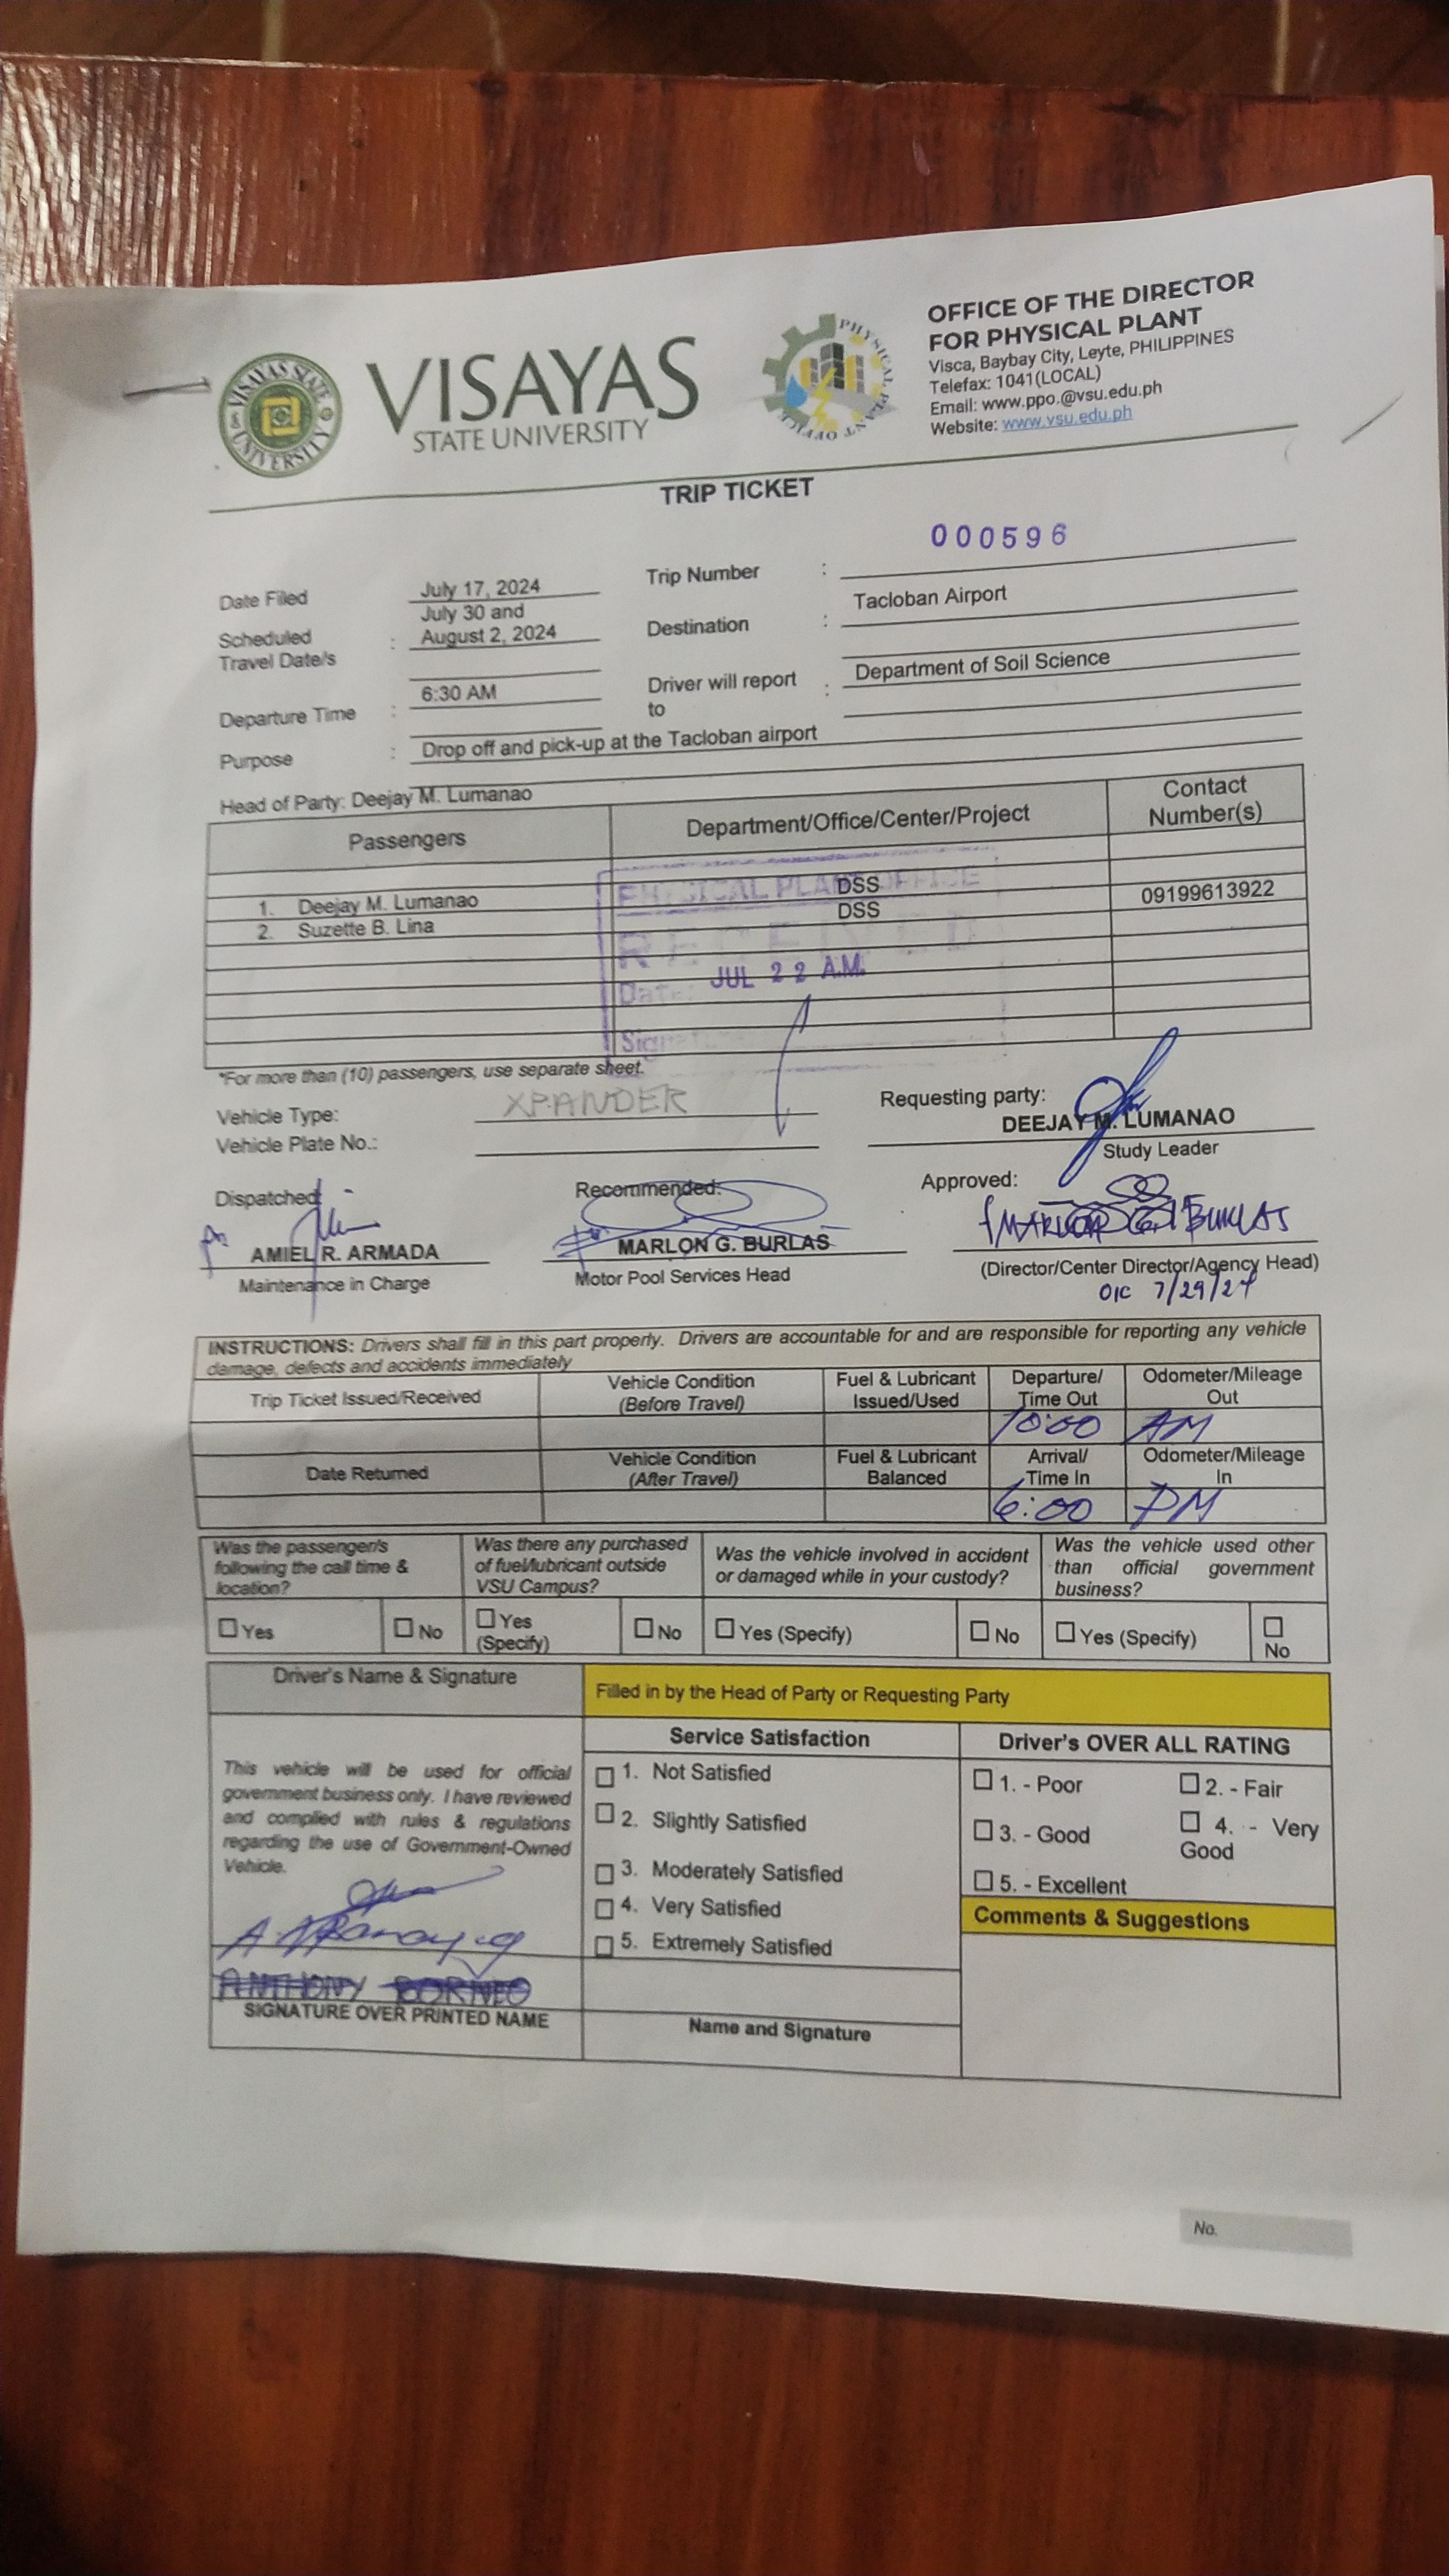 VISAYAS STATE UNIVERSITY
VISAYAS
STATE UNIVERSITY
PHYSICAL PLANT OFFICE
OFFICE OF THE DIRECTOR
FOR PHYSICAL PLANT
Visca, Baybay City, Leyte, PHILIPPINES
Telefax: 1041(LOCAL)
Email: www.ppo.@vsu.edu.ph
Website: www.vsu.edu.ph
TRIP TICKET
000596
Date Filed July 17, 2024 Trip Number :
Scheduled Travel Date/s : July 30 and August 2, 2024 Destination : Tacloban Airport
Departure Time : 6:30 AM Driver will report to : Department of Soil Science
Purpose : Drop off and pick-up at the Tacloban airport
Head of Party: Deejay M. Lumanao
Passengers Department/Office/Center/Project Contact Number(s)
1. Deejay M. Lumanao DSS 09199613922
2. Suzette B. Lina DSS
PHYSICAL PLANT OFFICE
RECEIVED
Date: JUL 22 A.M.
*For more than (10) passengers, use separate sheet.
Vehicle Type: XPANDER
Vehicle Plate No.:
Requesting party:
DEEJAY M. LUMANAO
Study Leader
Dispatched: Recommended: Approved:
AMIEL R. ARMADA MARLON G. BURLAS MARLON G. BURLAS
Maintenance in Charge Motor Pool Services Head (Director/Center Director/Agency Head)
OIC 7/29/24
INSTRUCTIONS: Drivers shall fill in this part properly. Drivers are accountable for and are responsible for reporting any vehicle
damage, defects and accidents immediately
Trip Ticket Issued/Received Vehicle Condition (Before Travel) Fuel & Lubricant Issued/Used Departure/ Time Out Odometer/Mileage Out
10:00 AM
Date Returned Vehicle Condition (After Travel) Fuel & Lubricant Balanced Arrival/ Time In Odometer/Mileage In
6:00 PM
Was the passenger/s following the call time & location? Was there any purchased of fuel/lubricant outside VSU Campus? Was the vehicle involved in accident or damaged while in your custody? Was the vehicle used other than official government business?
Yes No Yes (Specify) No Yes (Specify) No Yes (Specify) No
Driver's Name & Signature
Filled in by the Head of Party or Requesting Party
Service Satisfaction Driver's OVER ALL RATING
This vehicle will be used for official
government business only. I have reviewed
and complied with rules & regulations
regarding the use of Government-Owned
Vehicle.
ANTHONY BORNEO
SIGNATURE OVER PRINTED NAME
1. Not Satisfied
2. Slightly Satisfied
3. Moderately Satisfied
4. Very Satisfied
5. Extremely Satisfied
Name and Signature
1. - Poor 2. - Fair
3. - Good 4. - Very Good
5. - Excellent
Comments & Suggestions
No.